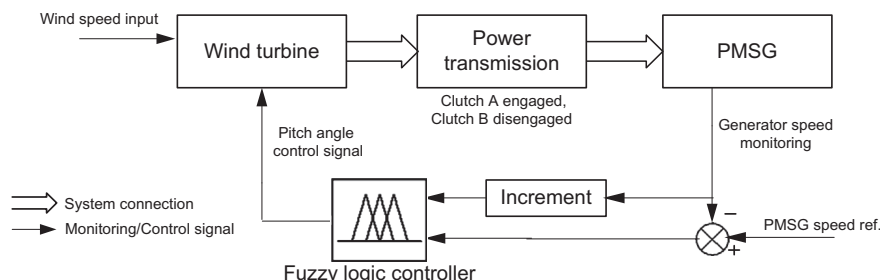 Wind speed input
Wind turbine
Power
transmission
PMSG
Clutch A engaged,
Clutch B disengaged
Pitch angle
control signal
Generator speed
monitoring
Increment
System connection
Monitoring/Control signal
−
+
PMSG speed ref.
Fuzzy logic controller